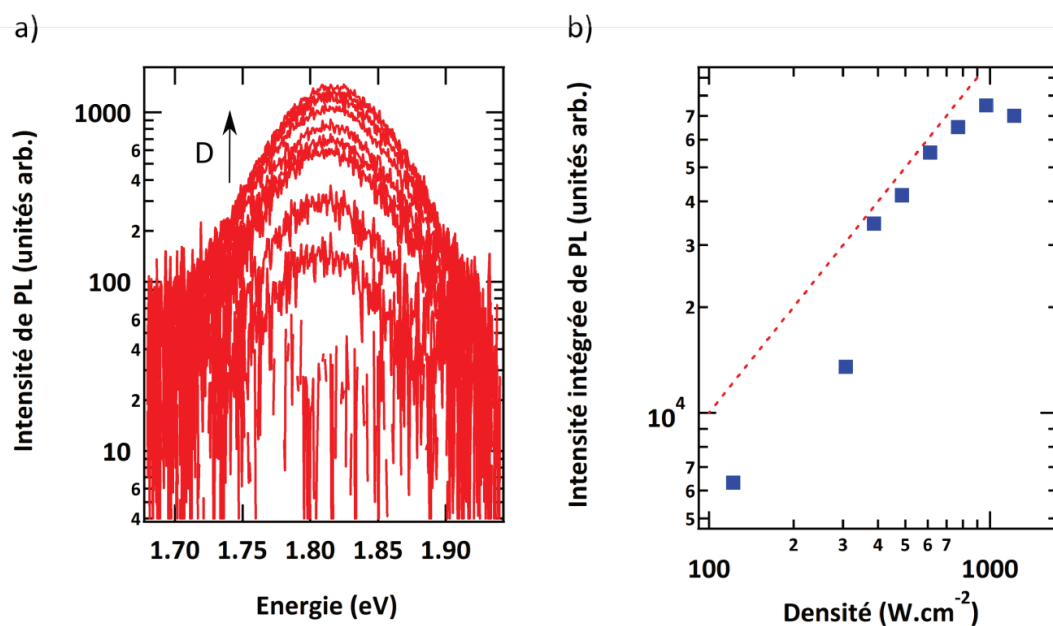 a)
Intensité de PL (unités arb.)
1000
6
4
2
100
6
4
2
10
6
4
D
1.70 1.75 1.80 1.85 1.90
Energie (eV)
b)
Intensité intégrée de PL (unités arb.)
7
6
5
4
3
2
10⁴
7
6
5
100 2 3 4 5 6 7 1000
Densité (W.cm⁻²)